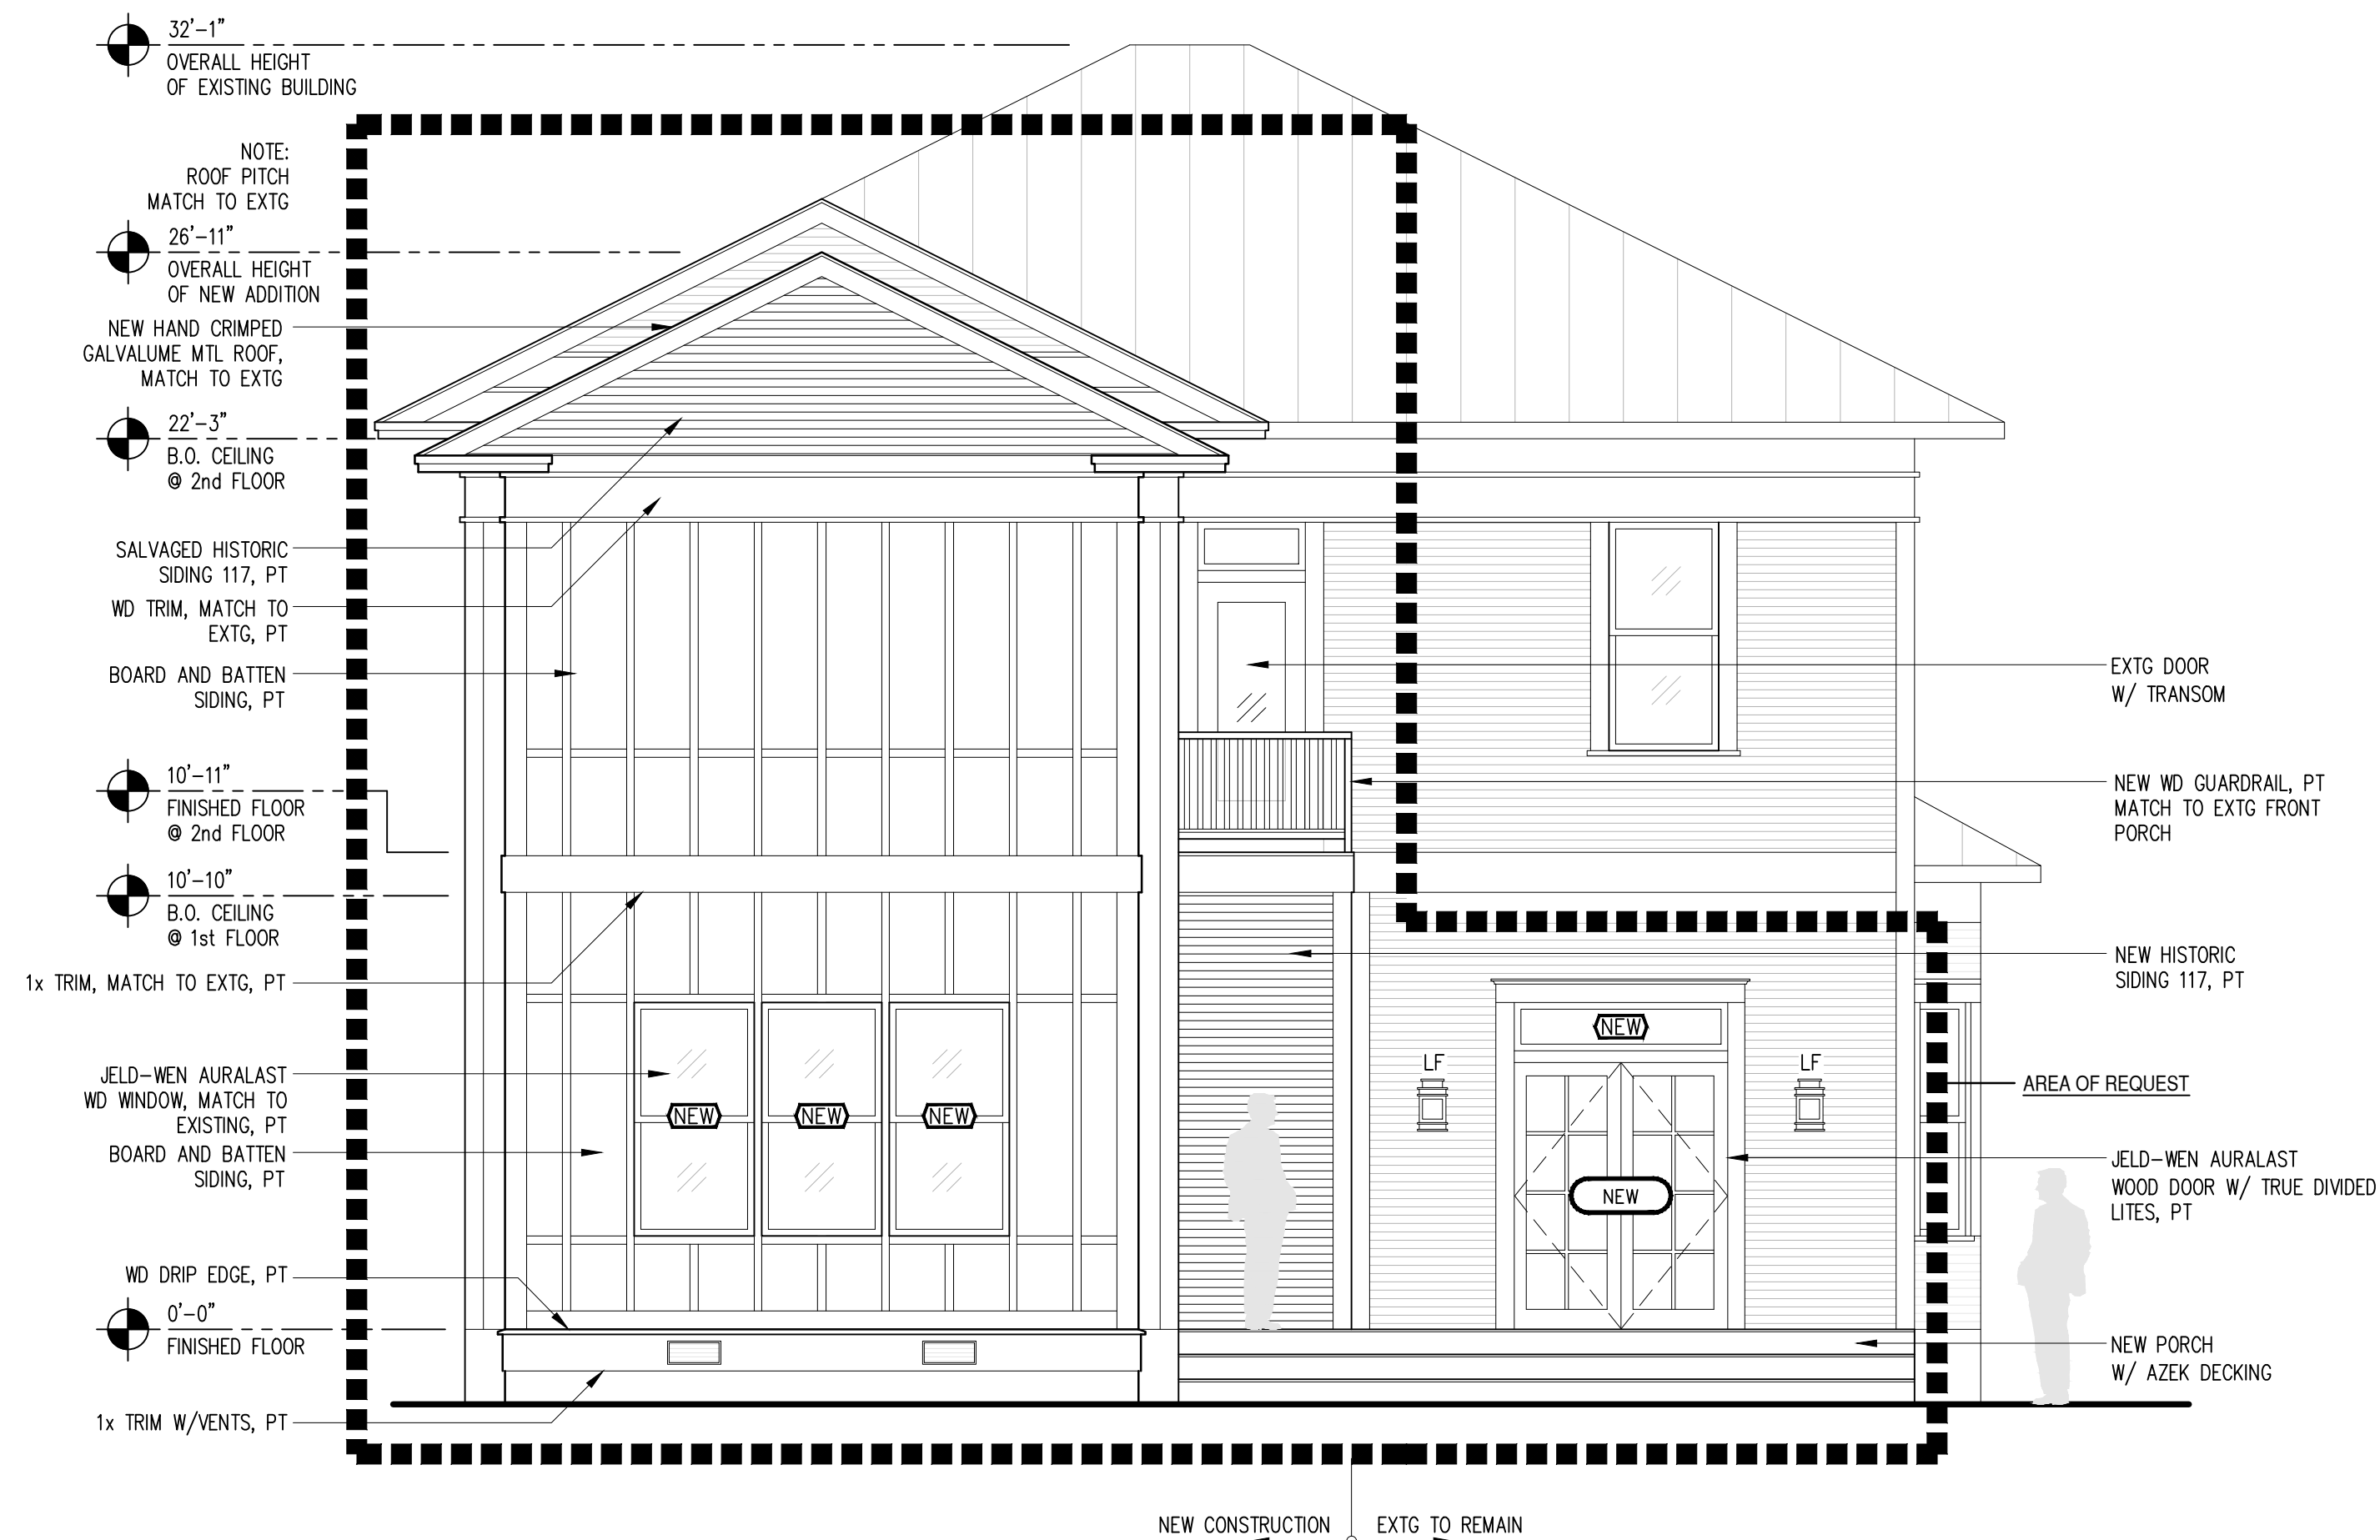 32'-1"
OVERALL HEIGHT
OF EXISTING BUILDING
NOTE:
ROOF PITCH
MATCH TO EXTG
26'-11"
OVERALL HEIGHT
OF NEW ADDITION
NEW HAND CRIMPED
GALVALUME MTL ROOF,
MATCH TO EXTG
22'-3"
B.O. CEILING
@ 2nd FLOOR
SALVAGED HISTORIC
SIDING 117, PT
WD TRIM, MATCH TO
EXTG, PT
BOARD AND BATTEN
SIDING, PT
10'-11"
FINISHED FLOOR
@ 2nd FLOOR
10'-10"
B.O. CEILING
@ 1st FLOOR
1x TRIM, MATCH TO EXTG, PT
JELD-WEN AURALAST
WD WINDOW, MATCH TO
EXISTING, PT
BOARD AND BATTEN
SIDING, PT
WD DRIP EDGE, PT
0'-0"
FINISHED FLOOR
1x TRIM W/VENTS, PT
NEW
NEW
NEW
NEW
LF
LF
NEW
EXTG DOOR
W/ TRANSOM
NEW WD GUARDRAIL, PT
MATCH TO EXTG FRONT
PORCH
NEW HISTORIC
SIDING 117, PT
AREA OF REQUEST
JELD-WEN AURALAST
WOOD DOOR W/ TRUE DIVIDED
LITES, PT
NEW PORCH
W/ AZEK DECKING
NEW CONSTRUCTION
EXTG TO REMAIN